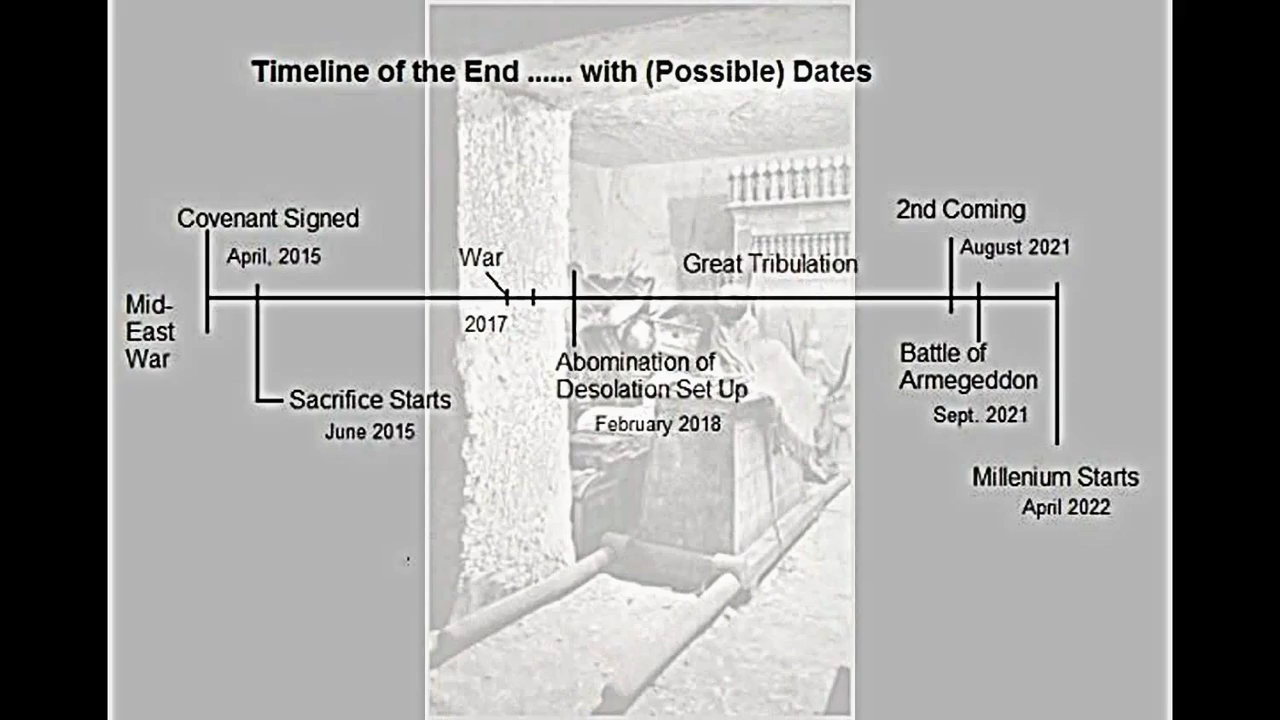 Timeline of the End ...... with (Possible) Dates
Covenant Signed
April, 2015
Mid-
East
War
Sacrifice Starts
June 2015
War
2017
Abomination of
Desolation Set Up
February 2018
Great Tribulation
2nd Coming
August 2021
Battle of
Armegeddon
Sept. 2021
Millenium Starts
April 2022